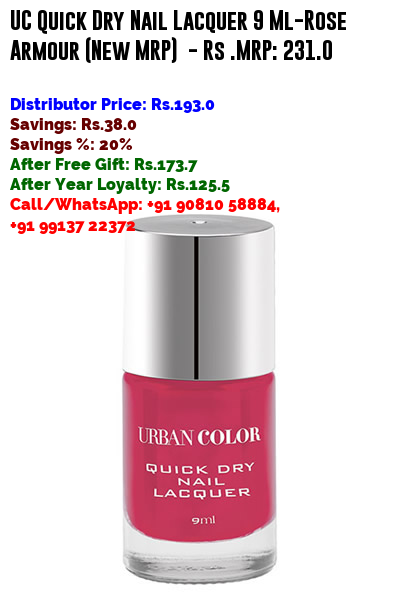 UC Quick Dry Nail Lacquer 9 Ml-Rose
Armour (New MRP) - Rs .MRP: 231.0
Distributor Price: Rs.193.0
Savings: Rs.38.0
Savings %: 20%
After Free Gift: Rs.173.7
After Year Loyalty: Rs.125.5
Call/WhatsApp: +91 90810 58884,
+91 99137 22372
URBAN COLOR
QUICK DRY
NAIL
LACQUER
9ml